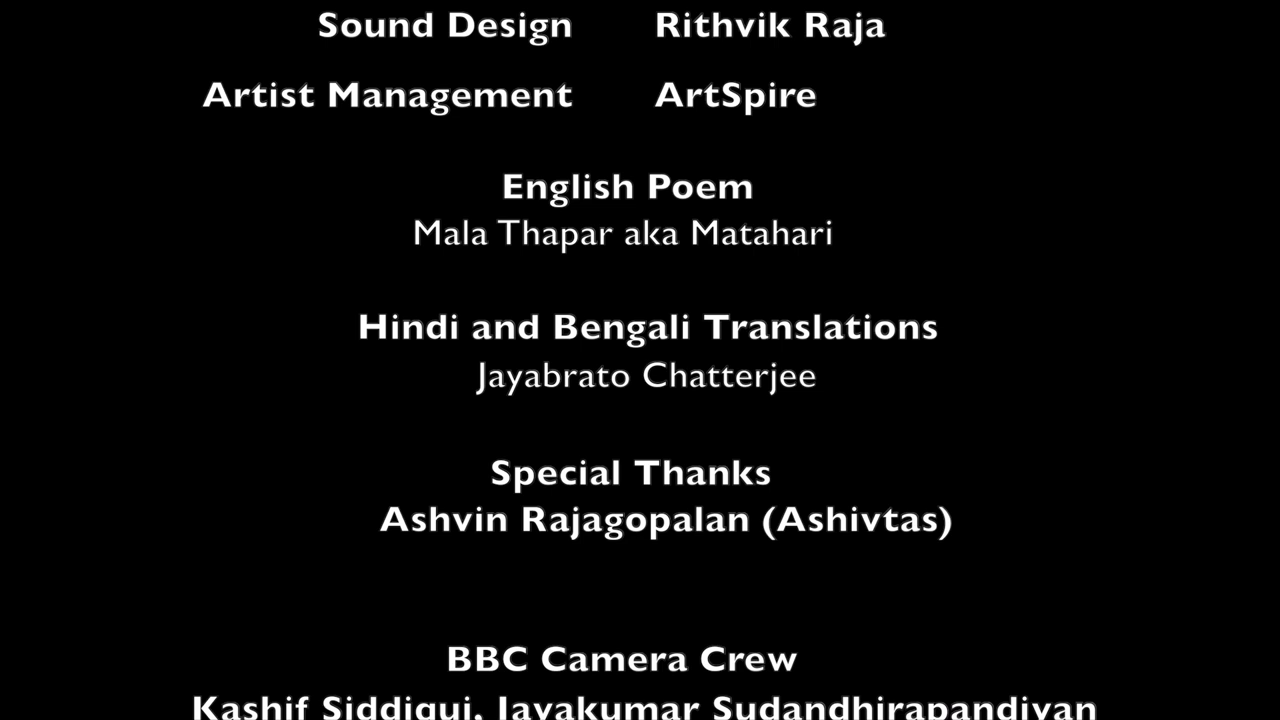 Sound Design Rithvik Raja
Artist Management ArtSpire
English Poem
Mala Thapar aka Matahari
Hindi and Bengali Translations
Jayabrato Chatterjee
Special Thanks
Ashvin Rajagopalan (Ashivtas)
BBC Camera Crew
Kashif Siddiqui, Jayakumar Sudandhirapandiyan